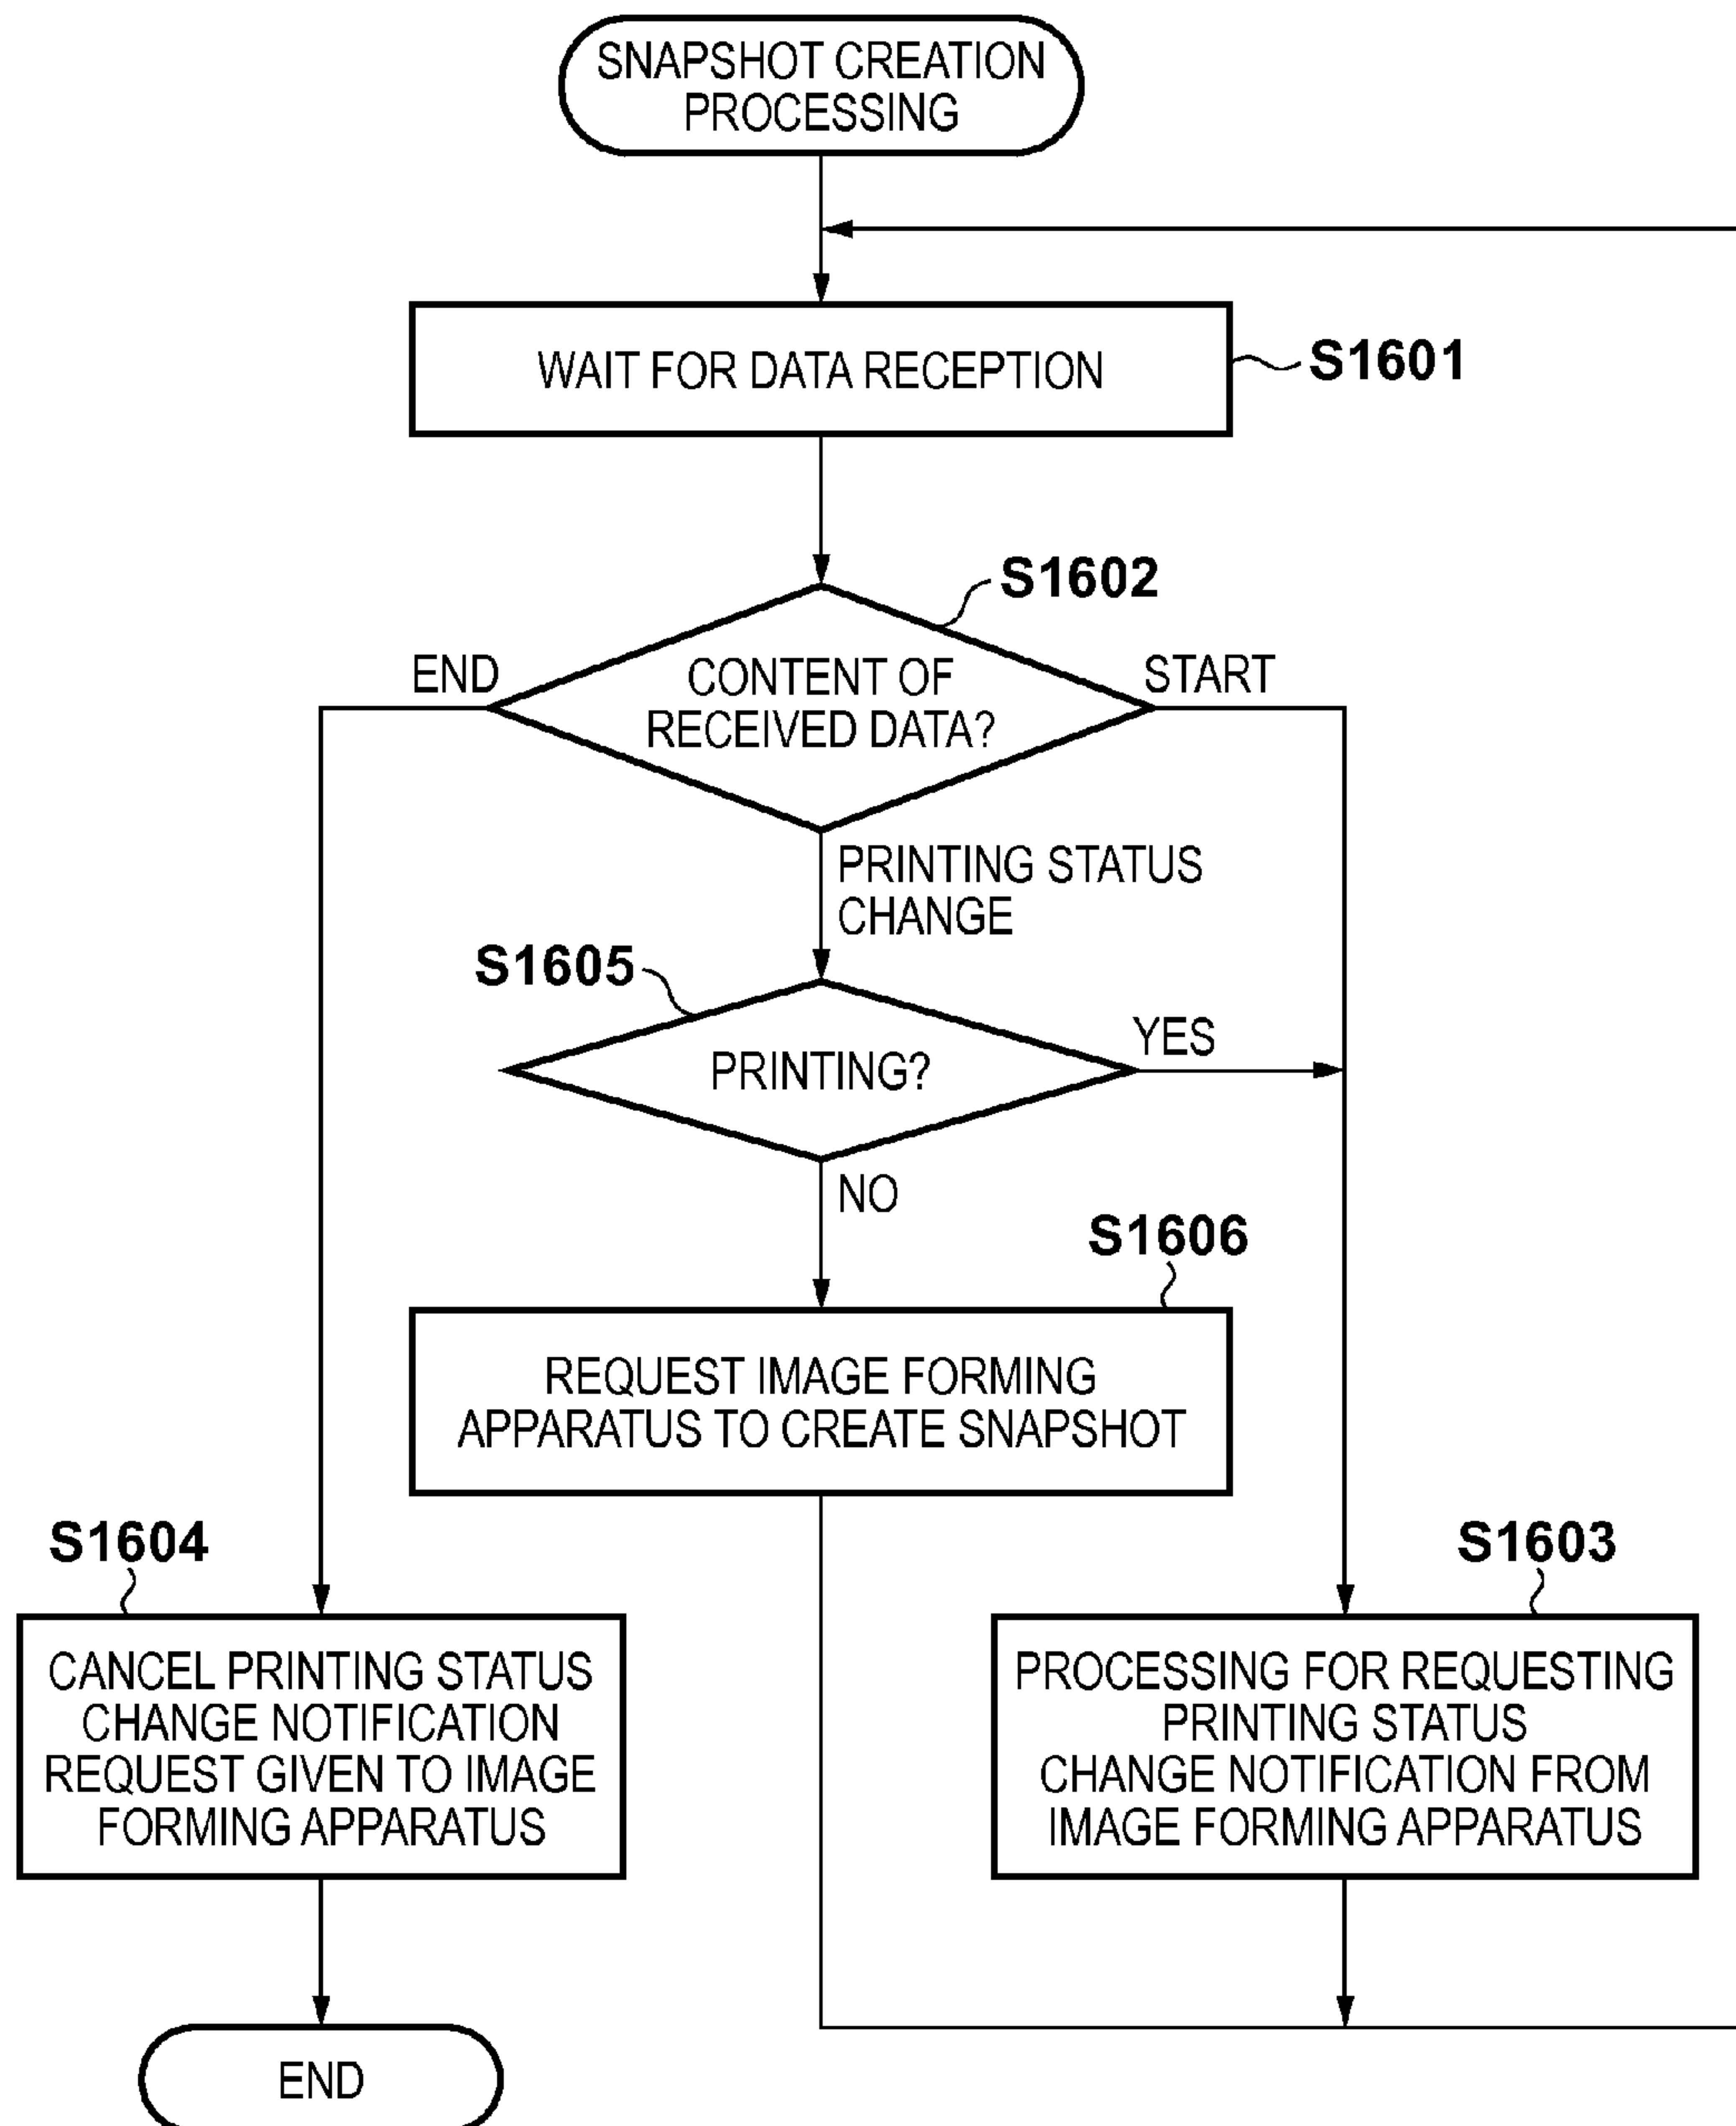 SNAPSHOT CREATION
PROCESSING
WAIT FOR DATA RECEPTION
S1601
S1602
END
CONTENT OF
RECEIVED DATA?
START
PRINTING STATUS
CHANGE
S1605
PRINTING?
YES
NO
S1606
REQUEST IMAGE FORMING
APPARATUS TO CREATE SNAPSHOT
S1604
CANCEL PRINTING STATUS
CHANGE NOTIFICATION
REQUEST GIVEN TO IMAGE
FORMING APPARATUS
S1603
PROCESSING FOR REQUESTING
PRINTING STATUS
CHANGE NOTIFICATION FROM
IMAGE FORMING APPARATUS
END